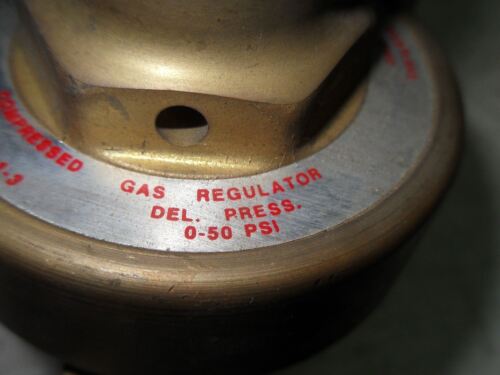 COMPRESSED GAS REGULATOR
DEL. PRESS.
0-50 PSI